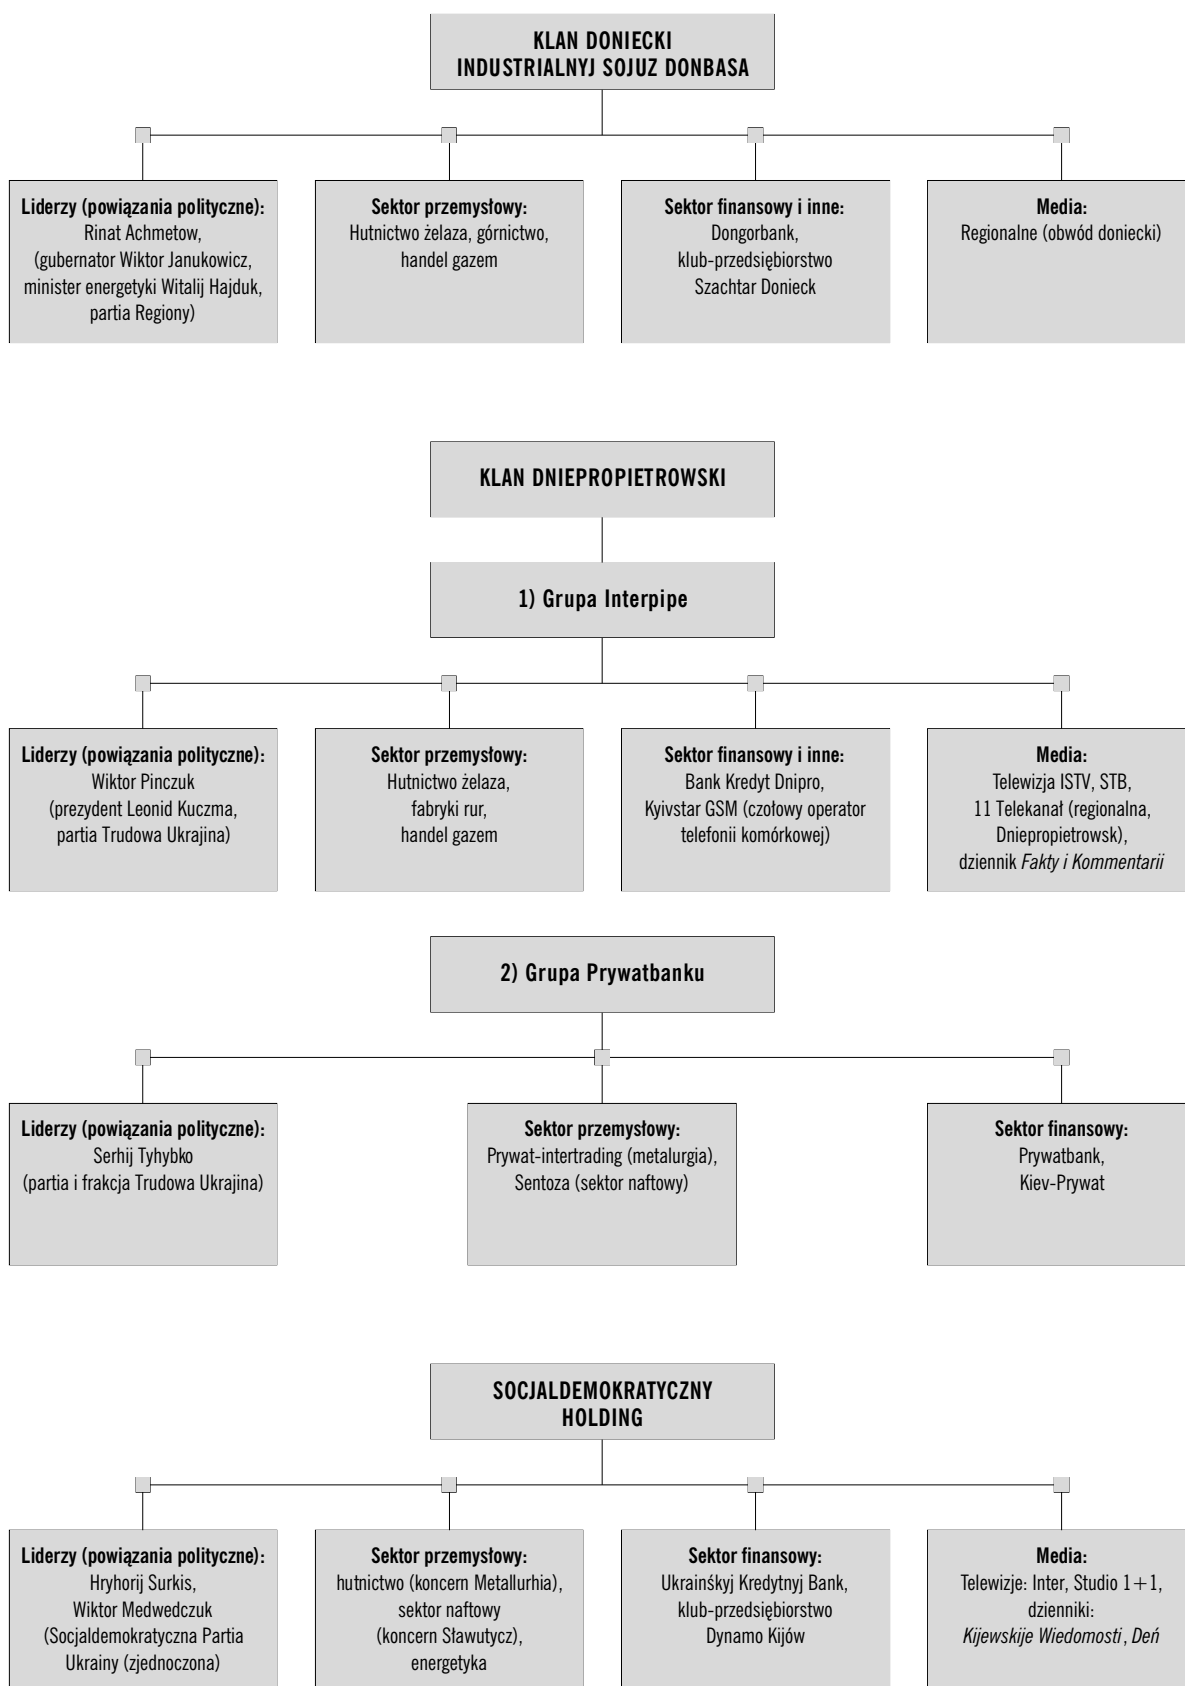 KLAN DONIECKI
INDUSTRIALNYJ SOJUZ DONBASA
Liderzy (powiązania polityczne):
Rinat Achmetow,
(gubernator Wiktor Janukowicz,
minister energetyki Witalij Hajduk,
partia Regiony)
Sektor przemysłowy:
Hutnictwo żelaza, górnictwo,
handel gazem
Sektor finansowy i inne:
Dongorbank,
klub-przedsiębiorstwo
Szachtar Donieck
Media:
Regionalne (obwód doniecki)
KLAN DNIEPROPIETROWSKI
1) Grupa Interpipe
Liderzy (powiązania polityczne):
Wiktor Pinczuk
(prezydent Leonid Kuczma,
partia Trudowa Ukrajina)
Sektor przemysłowy:
Hutnictwo żelaza,
fabryki rur,
handel gazem
Sektor finansowy i inne:
Bank Kredyt Dnipro,
Kyivstar GSM (czołowy operator
telefonii komórkowej)
Media:
Telewizja ISTV, STB,
11 Telekanał (regionalna,
Dniepropietrowsk),
dziennik Fakty i Kommentarii
2) Grupa Prywatbanku
Liderzy (powiązania polityczne):
Serhij Tyhybko
(partia i frakcja Trudowa Ukrajina)
Sektor przemysłowy:
Prywat-intertrading (metalurgia),
Sentoza (sektor naftowy)
Sektor finansowy:
Prywatbank,
Kiev-Prywat
SOCJALDEMOKRATYCZNY
HOLDING
Liderzy (powiązania polityczne):
Hryhorij Surkis,
Wiktor Medwedczuk
(Socjaldemokratyczna Partia
Ukrainy (zjednoczona)
Sektor przemysłowy:
hutnictwo (koncern Metallurhia),
sektor naftowy
(koncern Sławutycz),
energetyka
Sektor finansowy:
Ukrainśkyj Kredytnyj Bank,
klub-przedsiębiorstwo
Dynamo Kijów
Media:
Telewizje: Inter, Studio 1+1,
dzienniki:
Kijewskije Wiedomosti, Deń